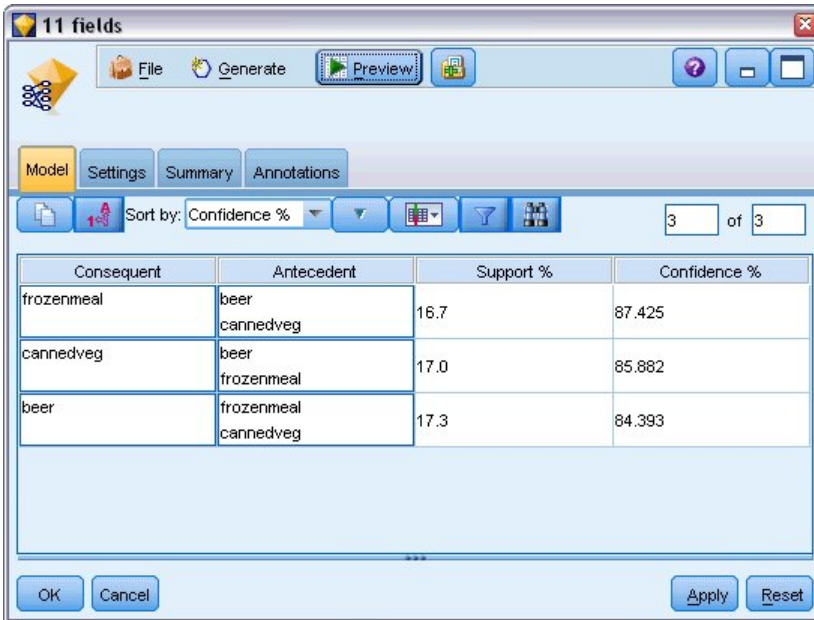 11 fields
File Generate Preview
Model Settings Summary Annotations
Sort by: Confidence % 3 of 3
Consequent Antecedent Support % Confidence %
frozenmeal beer 16.7 87.425
cannedveg
cannedveg beer 17.0 85.882
frozenmeal
beer frozenmeal 17.3 84.393
cannedveg
OK Cancel Apply Reset